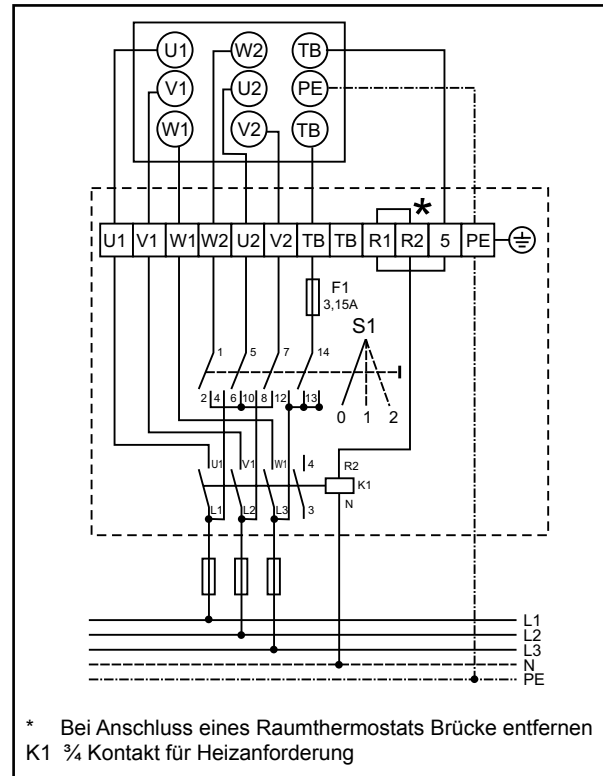 U1 W2 TB
V1 U2 PE
W1 V2 TB
*
U1 V1 W1 W2 U2 V2 TB TB R1 R2 5 PE
F1
3,15A
S1
1 5 7 14
2 4 6 10 8 12 13
0 1 2
U1 V1 W1 4 R2
K1
L1 L2 L3 3 N
L1
L2
L3
N
PE
* Bei Anschluss eines Raumthermostats Brücke entfernen
K1 ¾ Kontakt für Heizanforderung